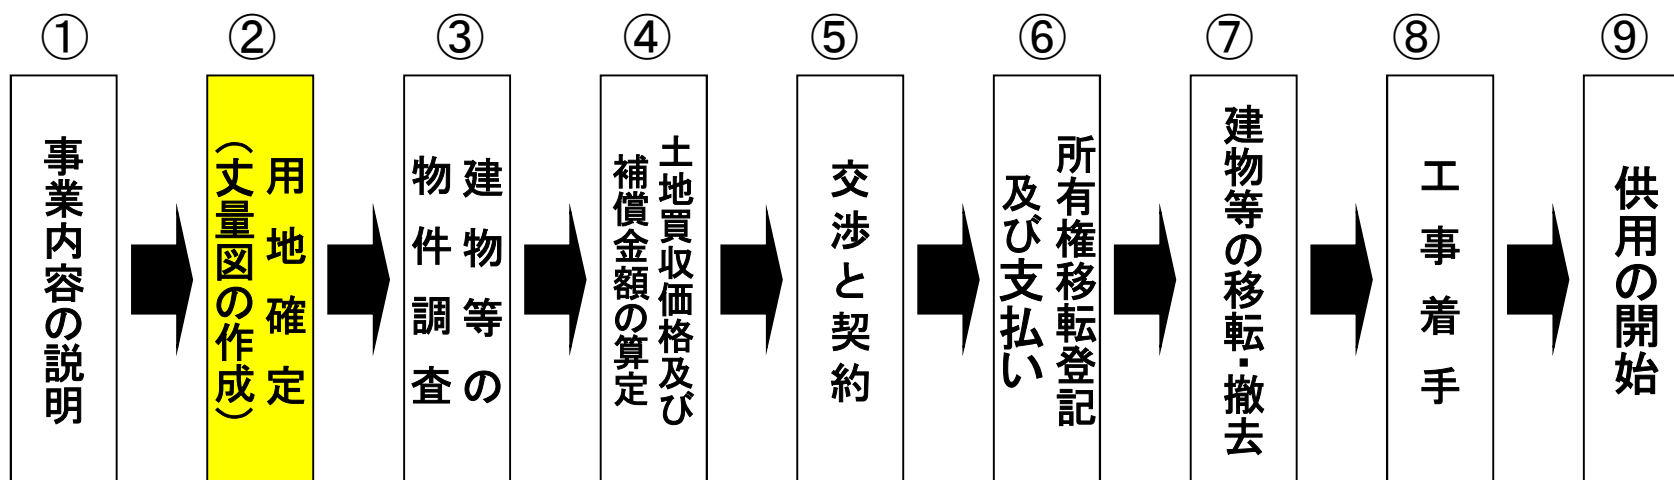 ①
事業内容の説明
②
用地確定
（丈量図の作成）
③
建物等の
物件調査
④
土地買収価格及び
補償金額の算定
⑤
交渉と契約
⑥
所有権移転登記
及び支払い
⑦
建物等の移転・撤去
⑧
工事着手
⑨
供用の開始